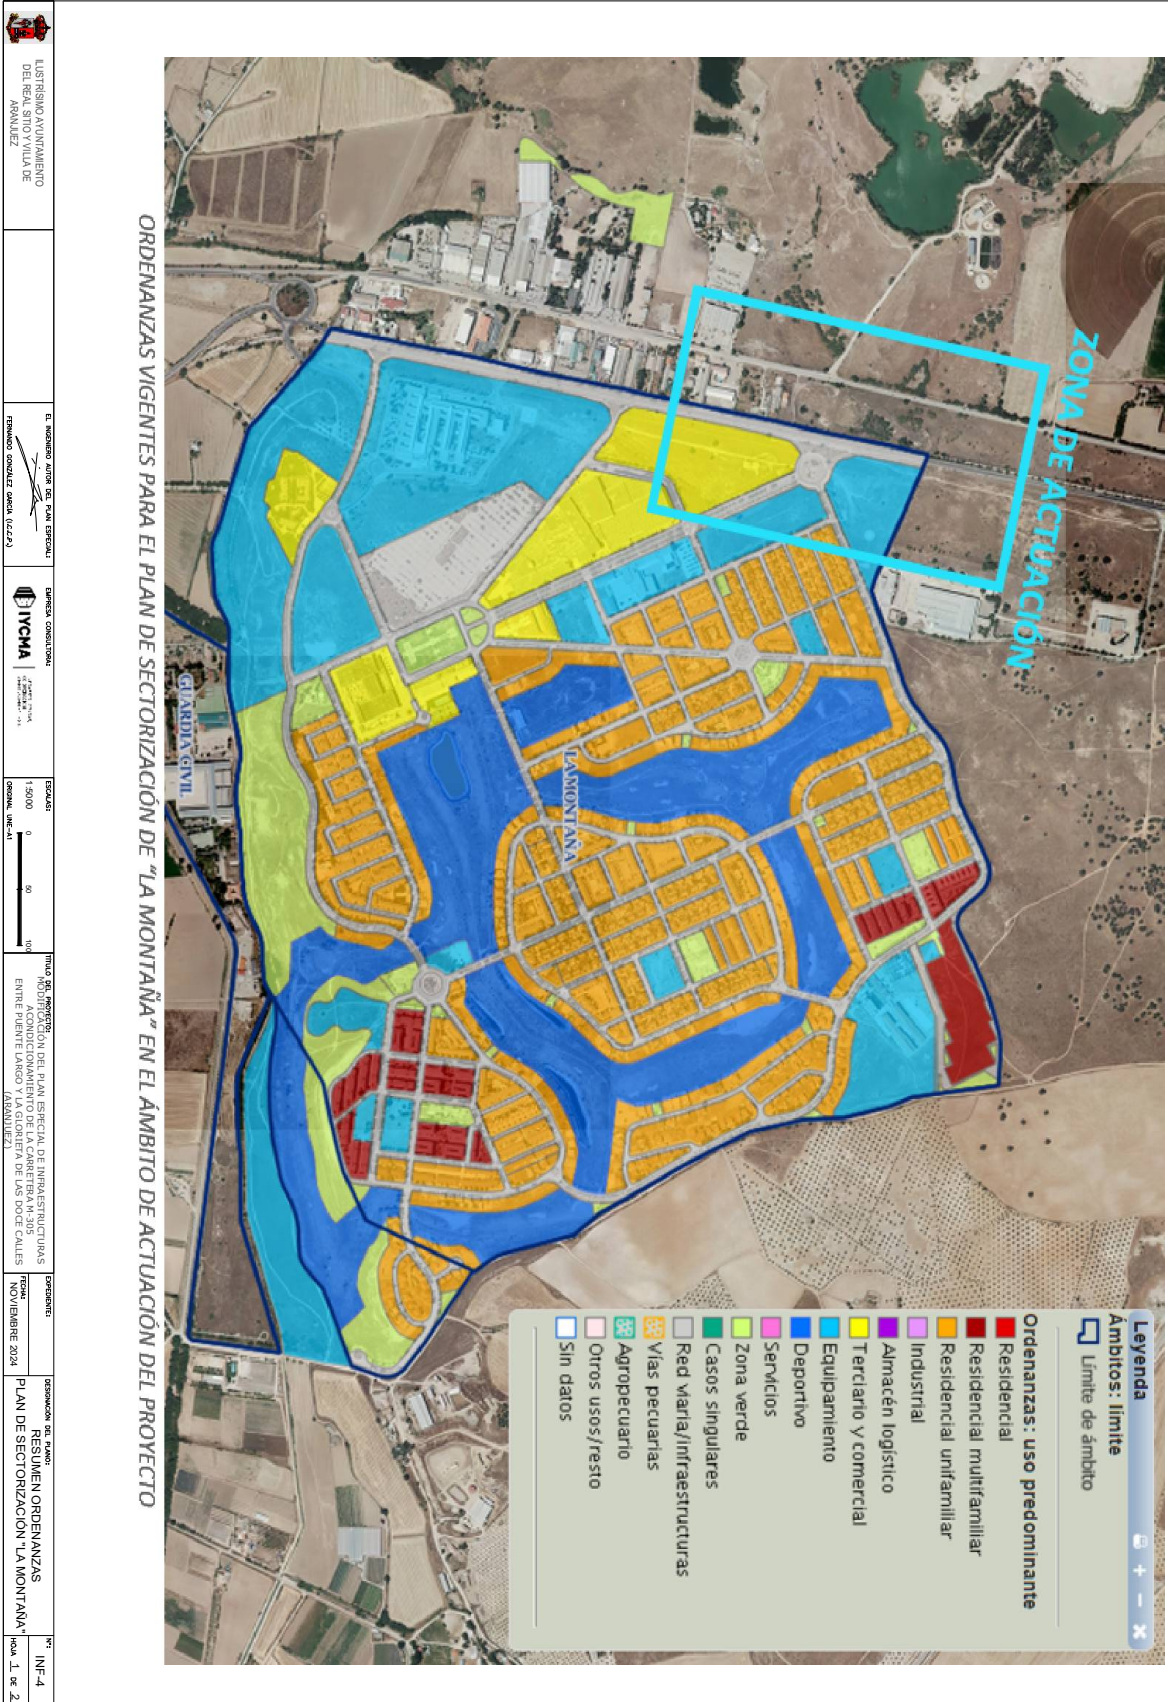 ORDENANZAS VIGENTES PARA EL PLAN DE SECTORIZACIÓN DE "LA MONTAÑA" EN EL ÁMBITO DE ACTUACIÓN DEL PROYECTO
ZONA DE ACTUACIÓN
LA MONTAÑA
GUARDIA CIVIL
Leyenda
Ámbitos: límite
Límite de ámbito
Ordenanzas: uso predominante
Residencial
Residencial multifamiliar
Residencial unifamiliar
Industrial
Almacén logístico
Terciario y comercial
Equipamiento
Deportivo
Servicios
Zona verde
Casos singulares
Red viaria/infraestructuras
Vías pecuarias
Agropecuario
Otros usos/resto
Sin datos
ILUSTRÍSIMO AYUNTAMIENTO
DEL REAL SITIO Y VILLA DE
ARANJUEZ
EL INGENIERO AUTOR DEL PLAN ESPECIAL:
FERNANDO GONZÁLEZ GARCÍA (I.C.C.P.)
EMPRESA CONSULTORA:
IYCMA
ESCALAS:
1:5000
0 50 100
ORIGINAL UNE-A1
TÍTULO DEL PROYECTO:
MODIFICACIÓN DEL PLAN ESPECIAL DE INFRAESTRUCTURAS
ACONDICIONAMIENTO DE LA CARRETERA M-305
ENTRE PUENTE LARGO Y LA GLORIETA DE LAS DOCE CALLES
(ARANJUEZ)
EXPEDIENTE:
FECHA:
NOVIEMBRE 2024
DESIGNACIÓN DEL PLANO:
RESUMEN ORDENANZAS
PLAN DE SECTORIZACIÓN "LA MONTAÑA"
Nº:
INF-4
HOJA 1 DE 2